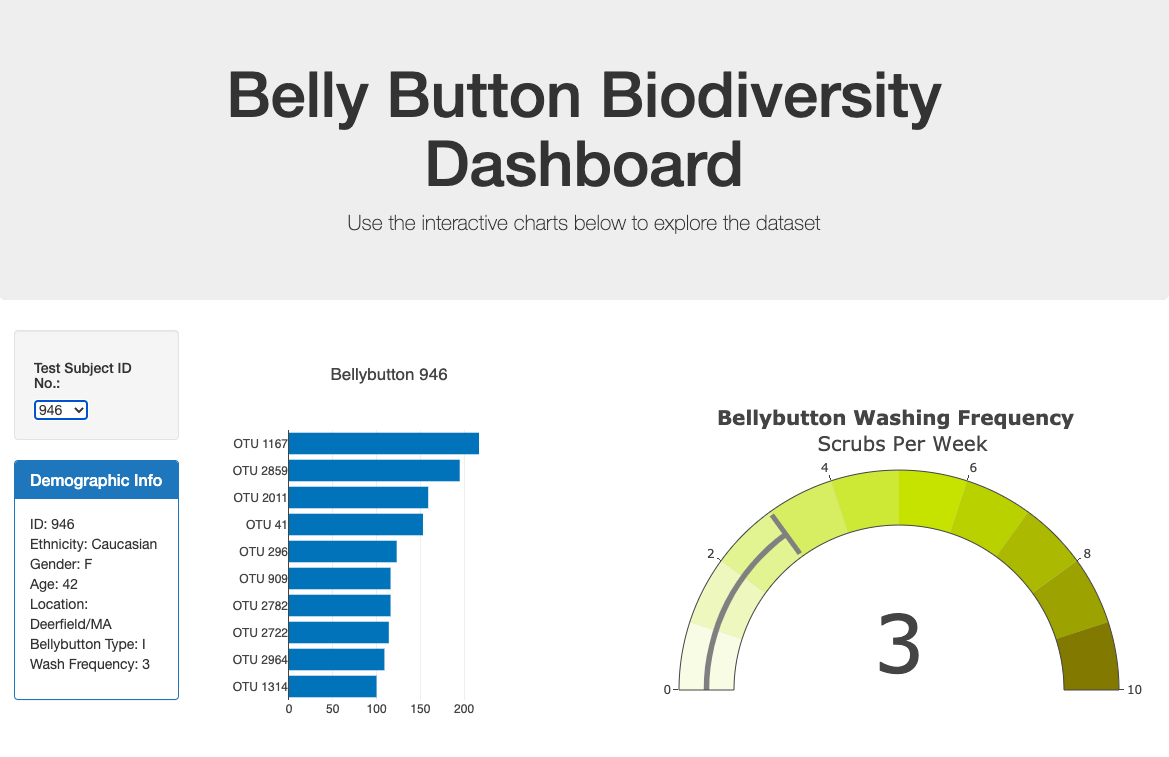 Belly Button Biodiversity
Dashboard
Use the interactive charts below to explore the dataset
Test Subject ID
No.:
946
Demographic Info
ID: 946
Ethnicity: Caucasian
Gender: F
Age: 42
Location:
Deerfield/MA
Bellybutton Type: I
Wash Frequency: 3
Bellybutton 946
OTU 1167
OTU 2859
OTU 2011
OTU 41
OTU 296
OTU 909
OTU 2782
OTU 2722
OTU 2964
OTU 1314
0 50 100 150 200
Bellybutton Washing Frequency
Scrubs Per Week
4 6
2 8
3
0 10